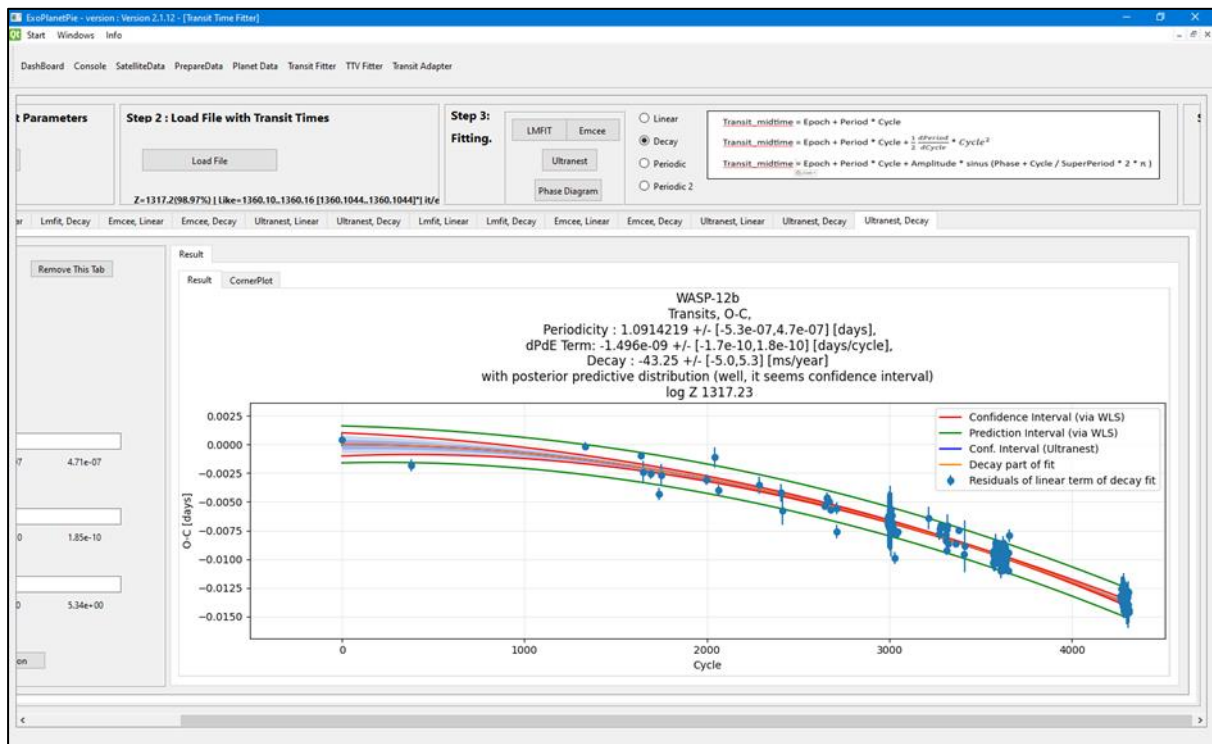 ExoPlanetPie - version : Version 2.1.12 - [Transit Time Fitter]
Qt Start Windows Info
DashBoard Console SatelliteData PrepareData Planet Data Transit Fitter TTV Fitter Transit Adapter
t Parameters
Step 2 : Load File with Transit Times
Load File
Z=1317.2(98.97%) | Like=1360.10..1360.16 [1360.1044..1360.1044]*| it/e
Step 3:
Fitting.
LMFIT Emcee
Ultranest
Phase Diagram
Linear
Decay
Periodic
Periodic 2
Transit_midtime = Epoch + Period * Cycle
Transit_midtime = Epoch + Period * Cycle + 1/2 dPeriod/dCycle * Cycle²
Transit_midtime = Epoch + Period * Cycle + Amplitude * sinus (Phase + Cycle / SuperPeriod * 2 * π )
ar Lmfit, Decay Emcee, Linear Emcee, Decay Ultranest, Linear Ultranest, Decay Lmfit, Linear Lmfit, Decay Emcee, Linear Emcee, Decay Ultranest, Linear Ultranest, Decay Ultranest, Decay
Remove This Tab
4.71e-07
1.85e-10
5.34e+00
on
Result
Result CornerPlot
WASP-12b
Transits, O-C,
Periodicity : 1.0914219 +/- [-5.3e-07,4.7e-07] [days],
dPdE Term: -1.496e-09 +/- [-1.7e-10,1.8e-10] [days/cycle],
Decay : -43.25 +/- [-5.0,5.3] [ms/year]
with posterior predictive distribution (well, it seems confidence interval)
log Z 1317.23
O-C [days]
0.0025
0.0000
−0.0025
−0.0050
−0.0075
−0.0100
−0.0125
−0.0150
Confidence Interval (via WLS)
Prediction Interval (via WLS)
Conf. Interval (Ultranest)
Decay part of fit
Residuals of linear term of decay fit
0 1000 2000 3000 4000
Cycle